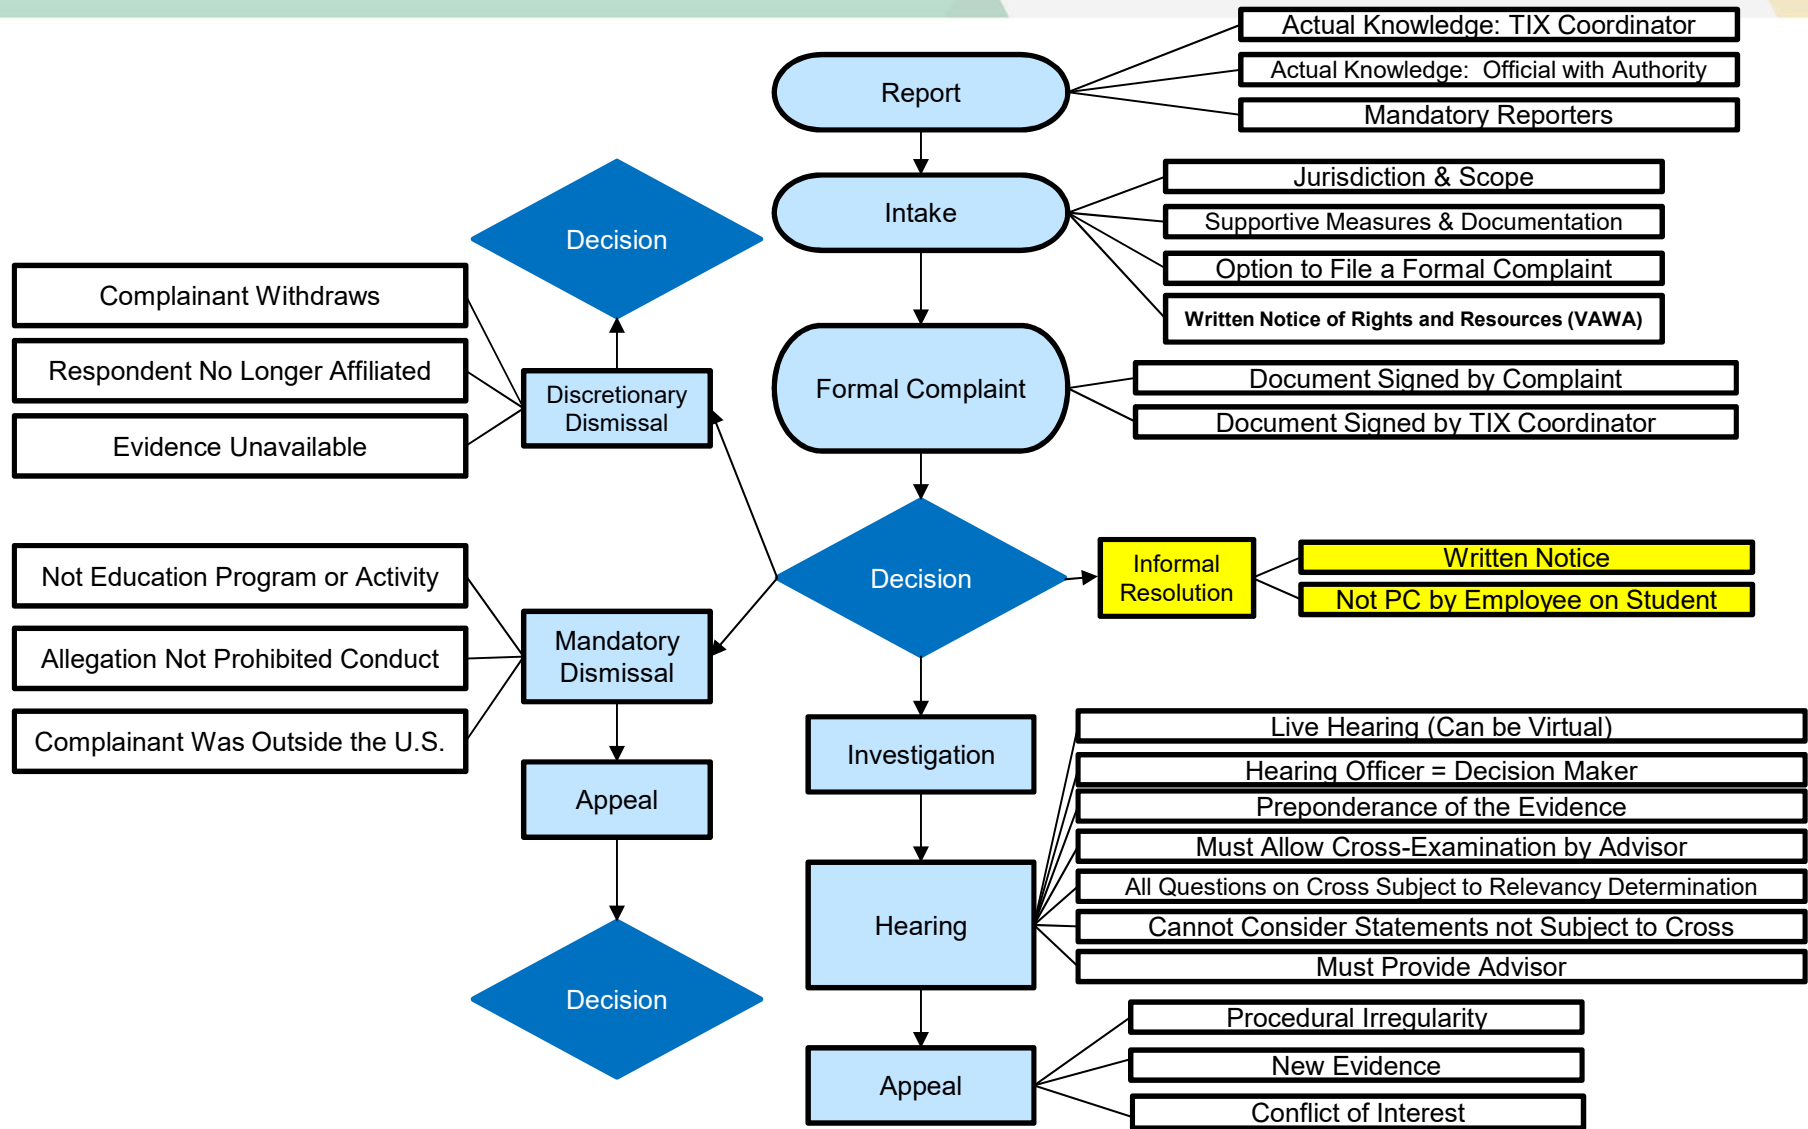 Actual Knowledge: TIX Coordinator
Actual Knowledge: Official with Authority
Mandatory Reporters
Report
Intake
Jurisdiction & Scope
Supportive Measures & Documentation
Option to File a Formal Complaint
Written Notice of Rights and Resources (VAWA)
Decision
Complainant Withdraws
Respondent No Longer Affiliated
Evidence Unavailable
Discretionary
Dismissal
Formal Complaint
Document Signed by Complaint
Document Signed by TIX Coordinator
Not Education Program or Activity
Allegation Not Prohibited Conduct
Complainant Was Outside the U.S.
Mandatory
Dismissal
Decision
Informal
Resolution
Written Notice
Not PC by Employee on Student
Appeal
Decision
Investigation
Hearing
Live Hearing (Can be Virtual)
Hearing Officer = Decision Maker
Preponderance of the Evidence
Must Allow Cross-Examination by Advisor
All Questions on Cross Subject to Relevancy Determination
Cannot Consider Statements not Subject to Cross
Must Provide Advisor
Appeal
Procedural Irregularity
New Evidence
Conflict of Interest